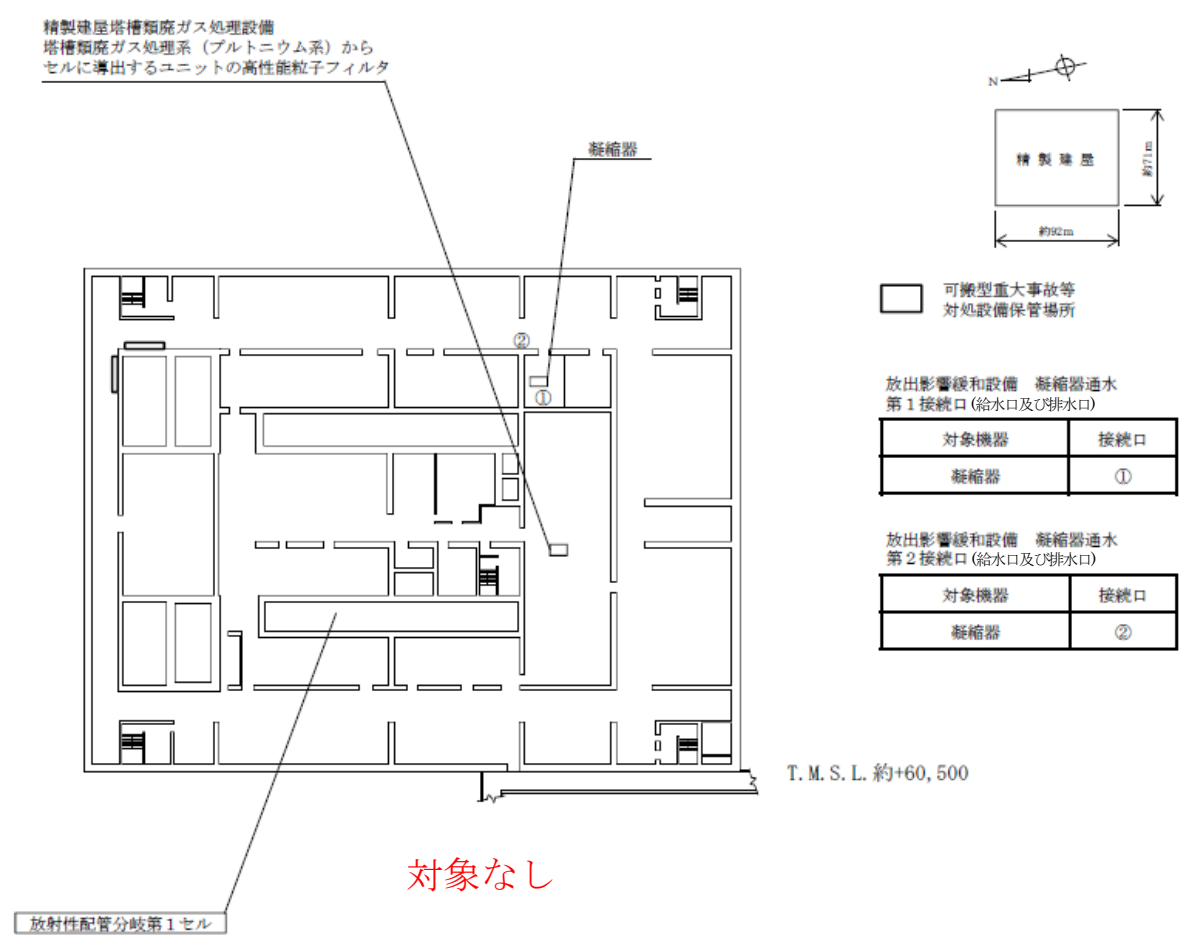 精製建屋塔槽類廃ガス処理設備
塔槽類廃ガス処理系（プルトニウム系）から
セルに導出するユニットの高性能粒子フィルタ
凝縮器
N
精製建屋
約71m
約92m
可搬型重大事故等
対処設備保管場所
②
①
放出影響緩和設備　凝縮器通水
第１接続口(給水口及び排水口)
対象機器 接続口
凝縮器 ①
放出影響緩和設備　凝縮器通水
第２接続口(給水口及び排水口)
対象機器 接続口
凝縮器 ②
T.M.S.L.約+60,500
対象なし
放射性配管分岐第１セル